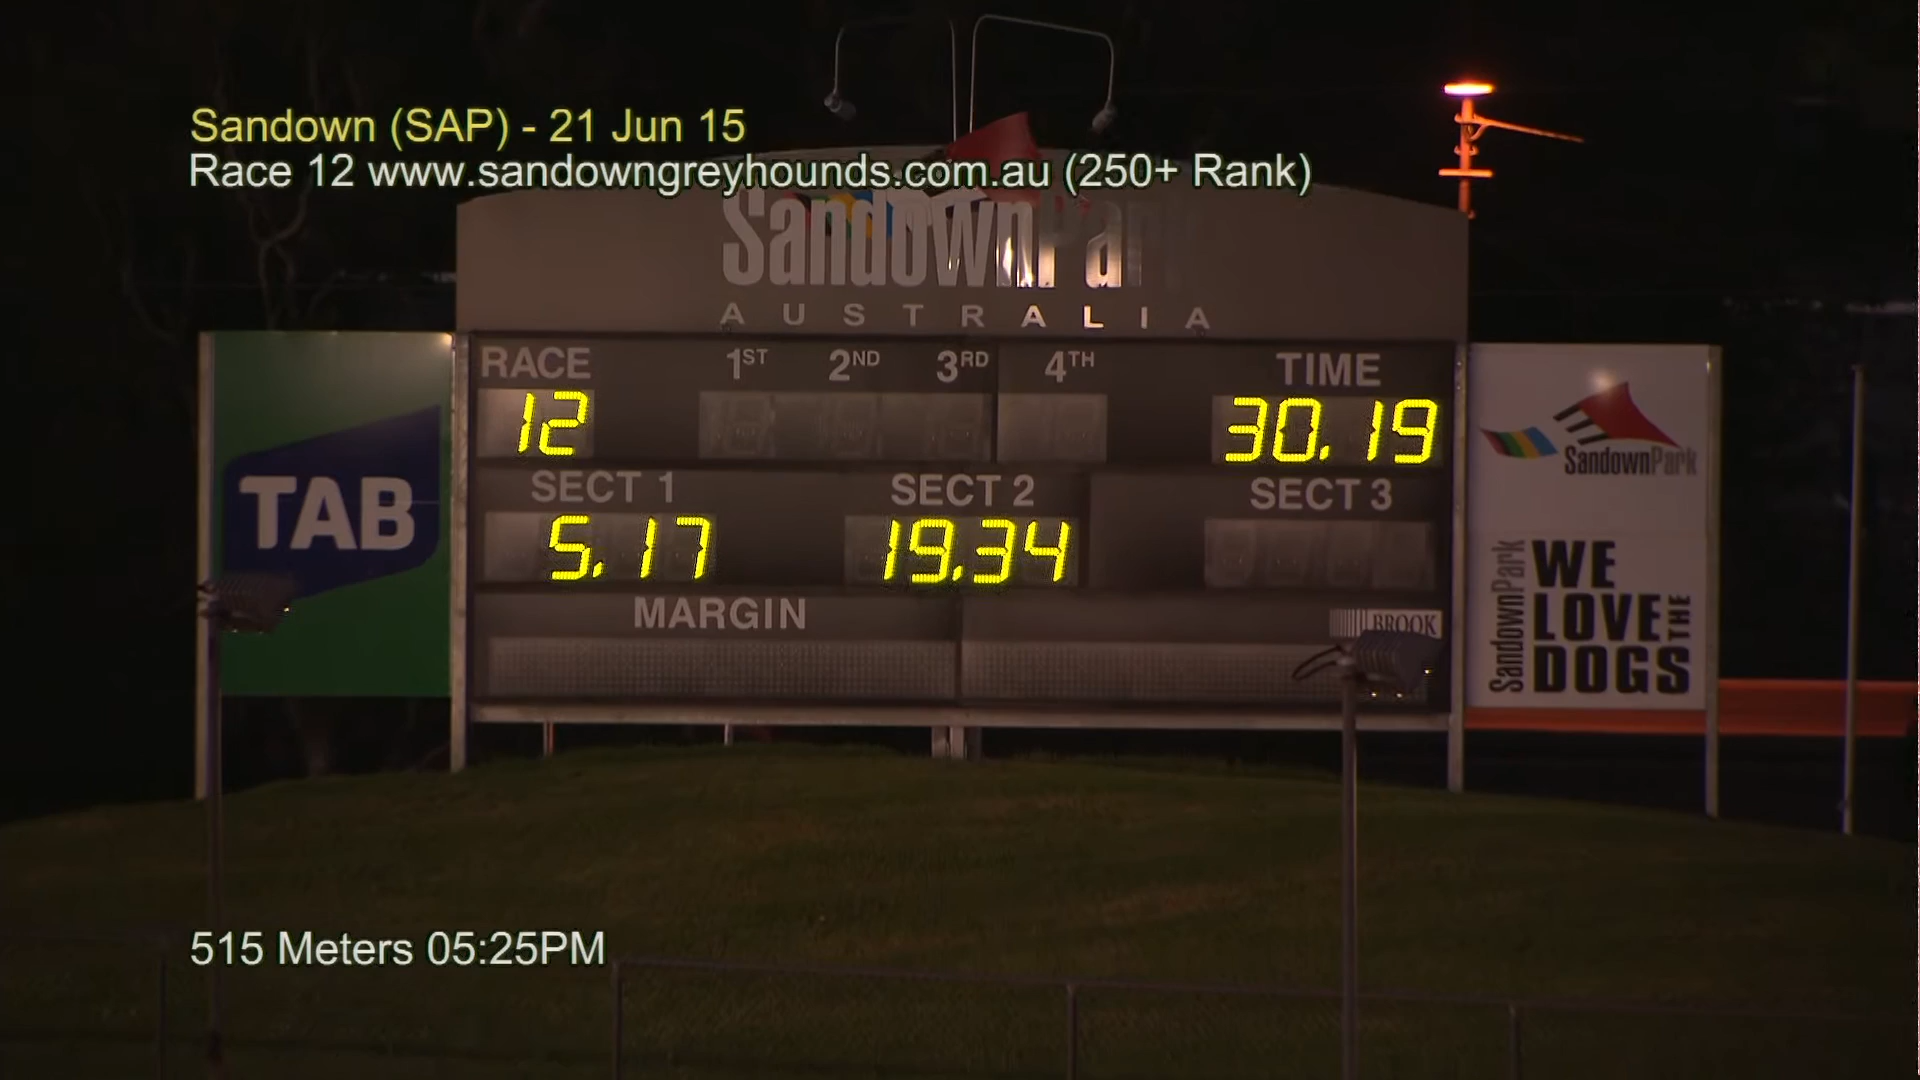 Sandown (SAP) - 21 Jun 15
Race 12 www.sandowngreyhounds.com.au (250+ Rank)
SandownPark
AUSTRALIA
RACE 1ST 2ND 3RD 4TH TIME
12 30.19
SECT 1 SECT 2 SECT 3
5.17 19.34
MARGIN
BROOK
TAB
SandownPark
SandownPark
WE
LOVE THE
DOGS
515 Meters 05:25PM